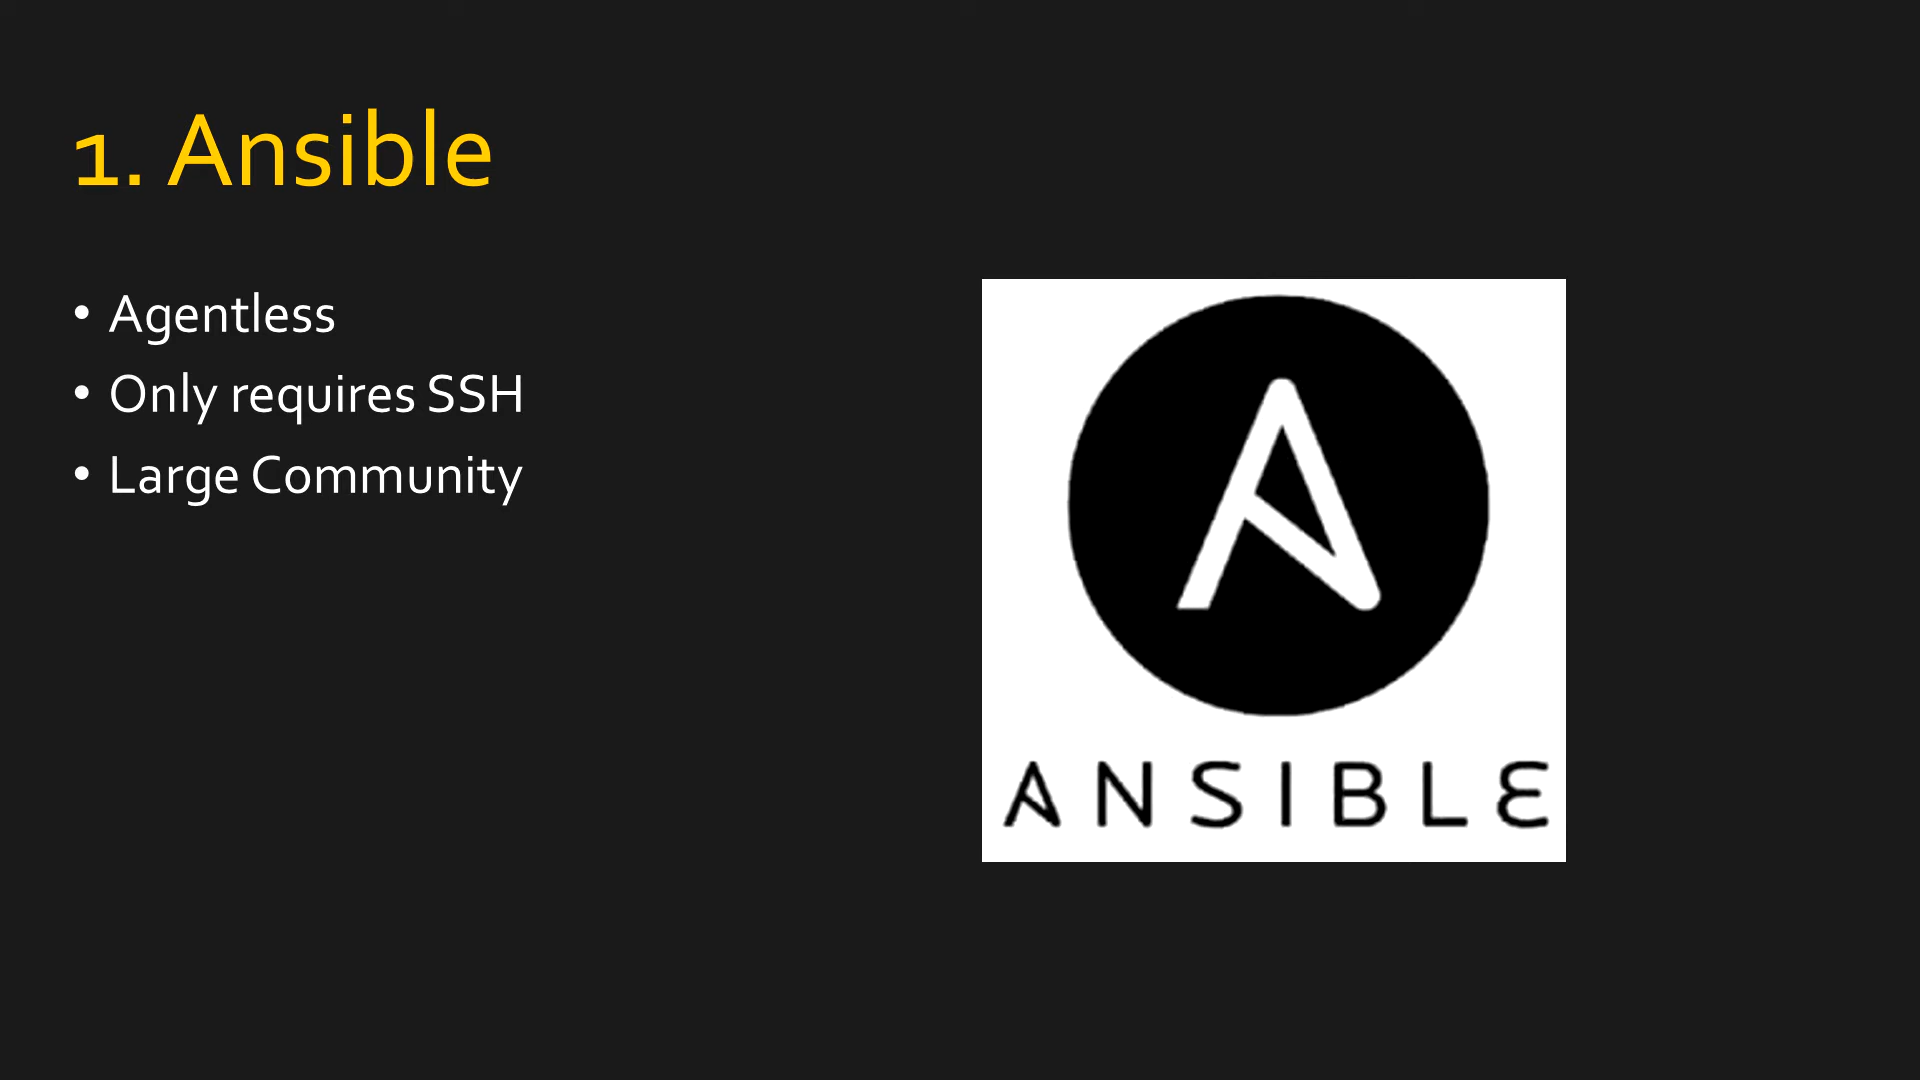 1. Ansible
• Agentless
• Only requires SSH
• Large Community
ANSIBLE